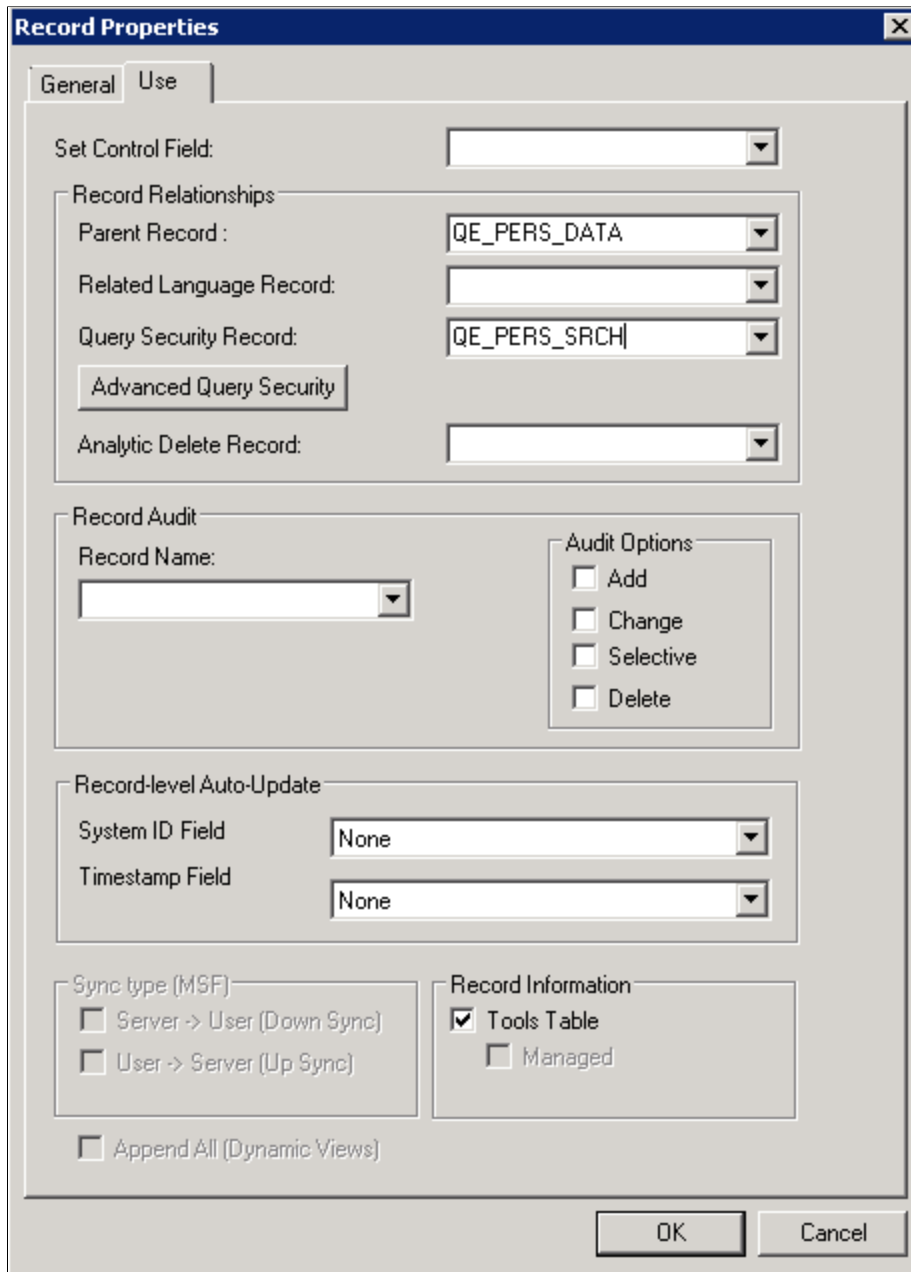 Record Properties
General Use
Set Control Field:
Record Relationships
Parent Record : QE_PERS_DATA
Related Language Record:
Query Security Record: QE_PERS_SRCH
Advanced Query Security
Analytic Delete Record:
Record Audit
Record Name:
Audit Options
Add
Change
Selective
Delete
Record-level Auto-Update
System ID Field None
Timestamp Field None
Sync type (MSF)
Server -> User (Down Sync)
User -> Server (Up Sync)
Record Information
Tools Table
Managed
Append All (Dynamic Views)
OK Cancel